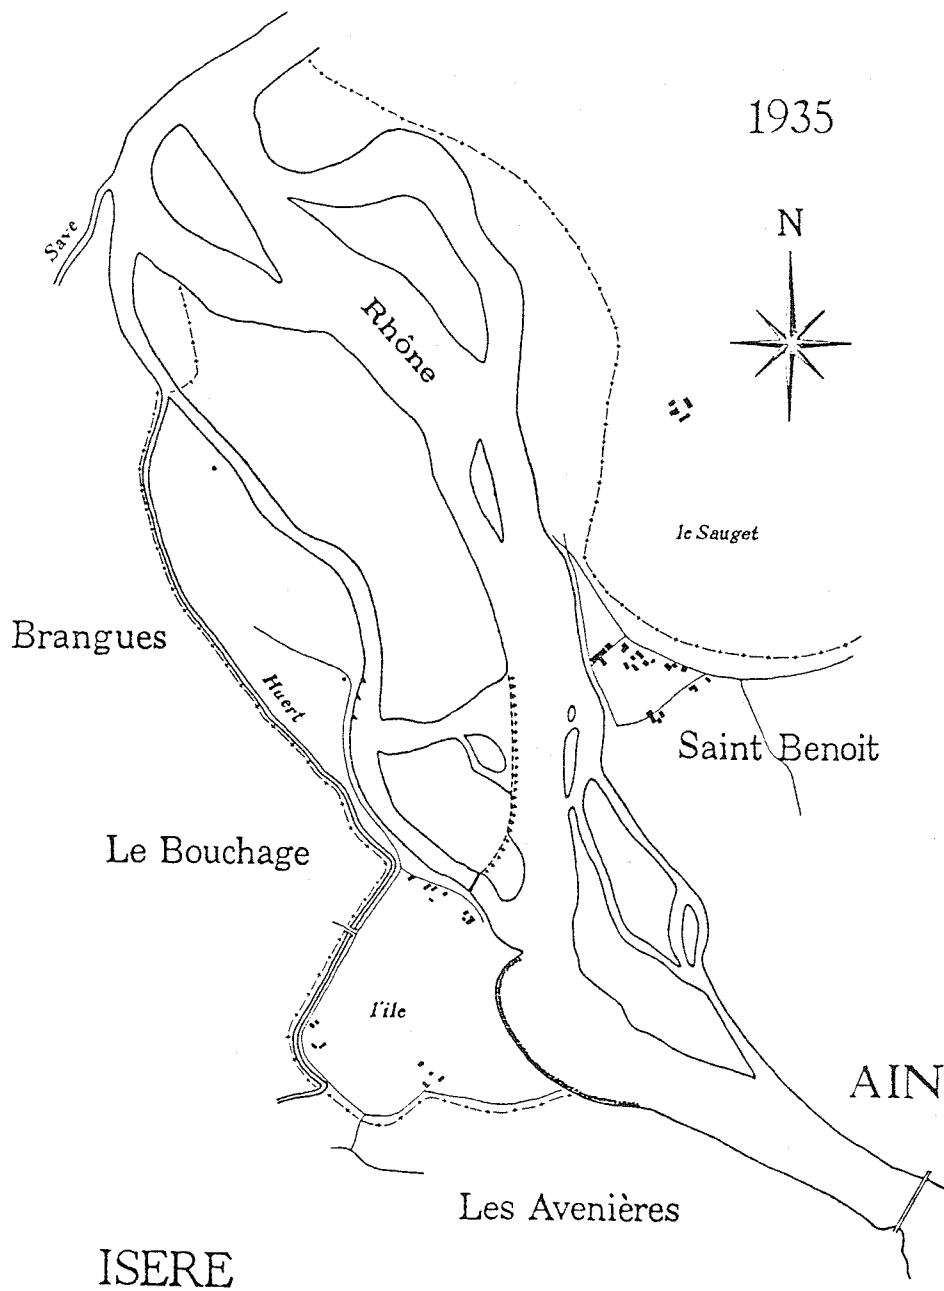 1935
N
Save
Rhône
le Sauget
Brangues
Huert
Saint Benoit
Le Bouchage
l'ile
AIN
Les Avenières
ISERE